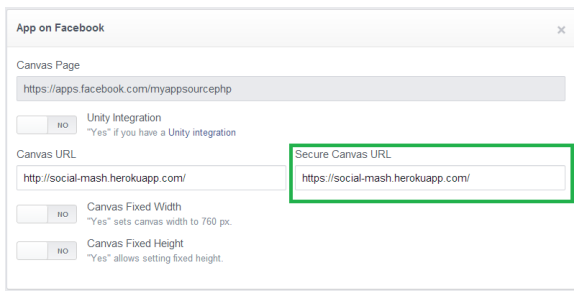 App on Facebook
×
Canvas Page
https://apps.facebook.com/myappsourcephp
NO
Unity Integration
"Yes" if you have a Unity integration
Canvas URL
Secure Canvas URL
http://social-mash.herokuapp.com/
https://social-mash.herokuapp.com/
NO
Canvas Fixed Width
"Yes" sets canvas width to 760 px.
NO
Canvas Fixed Height
"Yes" allows setting fixed height.